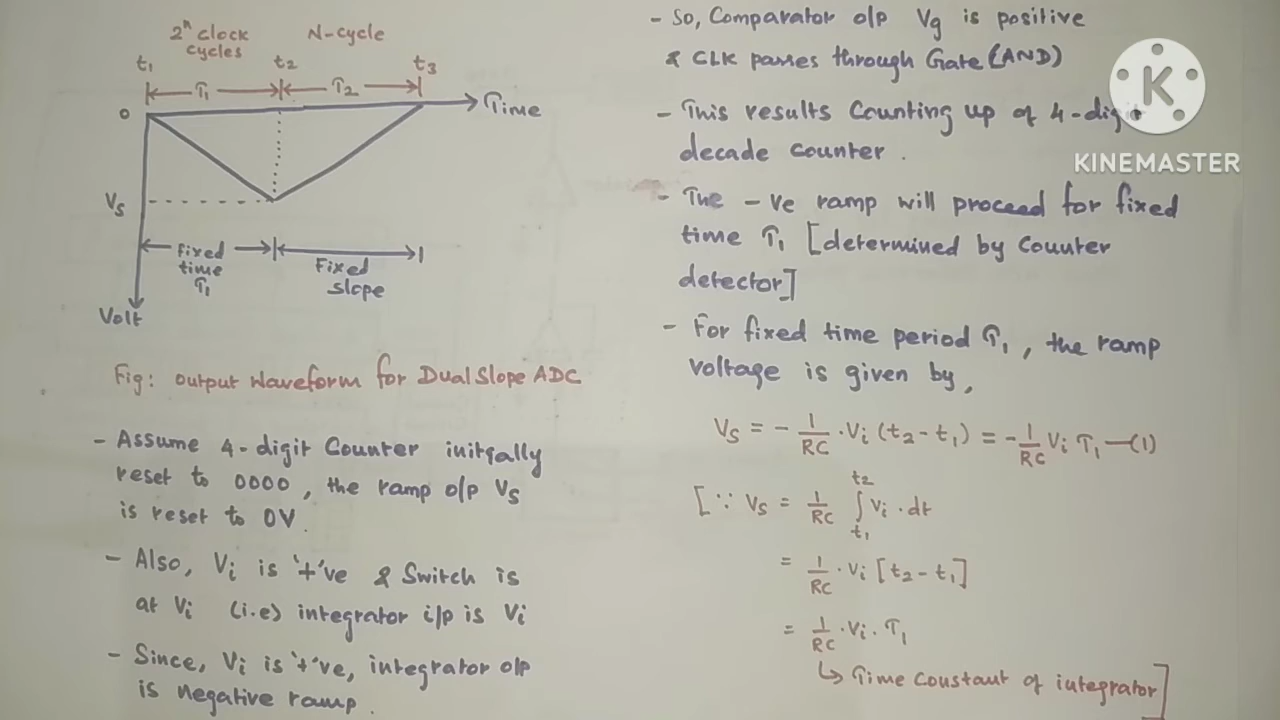 2ⁿ clock
cycles
N-cycle
t₁ t₂ t₃
T₁ T₂
Time
0
Vs
fixed
time
T₁
Fixed
slope
Volt
Fig: Output Waveform for Dual Slope ADC
- Assume 4-digit Counter initially
reset to 0000, the ramp o/p Vs
is reset to 0V.
- Also, Vi is '+'ve & Switch is
at Vi (i.e) integrator i/p is Vi
- Since, Vi is '+'ve, integrator o/p
is negative ramp.
- So, Comparator o/p Vg is positive
& CLK passes through Gate (AND)
- This results Counting up of 4-digit
decade counter.
- The -ve ramp will proceed for fixed
time T₁ [determined by Counter
detector]
- For fixed time period T₁, the ramp
voltage is given by,
Vs = - 1/RC · Vi (t₂ - t₁) = - 1/RC Vi T₁ —(1)
[∵ Vs = 1/RC ∫t₁^t₂ Vi · dt
= 1/RC · Vi [t₂ - t₁]
= 1/RC · Vi · T₁
↳ Time Constant of integrator]
KINEMASTER